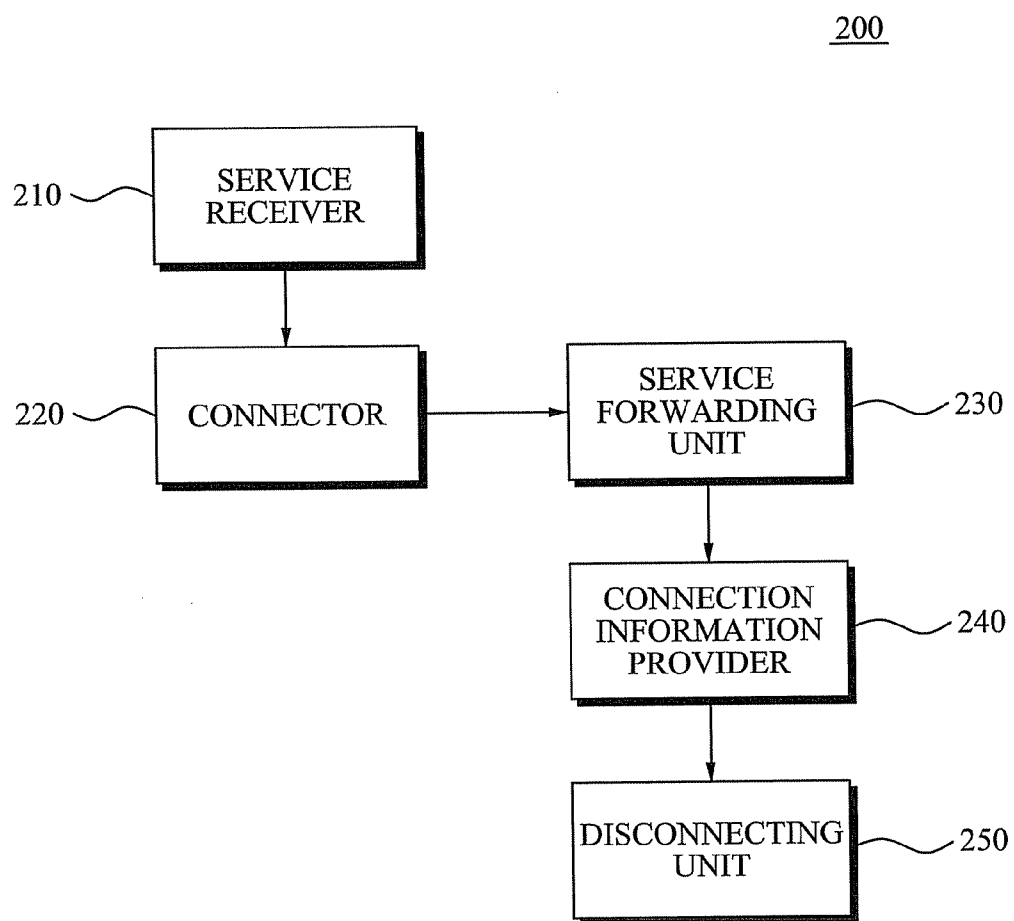 200
210
SERVICE
RECEIVER
220
CONNECTOR
SERVICE
FORWARDING
UNIT
230
CONNECTION
INFORMATION
PROVIDER
240
DISCONNECTING
UNIT
250